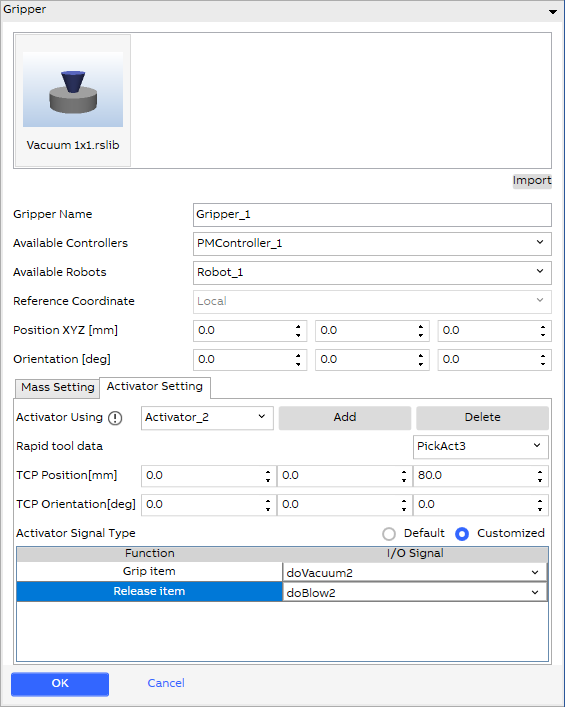 Gripper
Vacuum 1x1.rslib
Import
Gripper Name Gripper_1
Available Controllers PMController_1
Available Robots Robot_1
Reference Coordinate Local
Position XYZ [mm] 0.0 0.0 0.0
Orientation [deg] 0.0 0.0 0.0
Mass Setting Activator Setting
Activator Using Activator_2 Add Delete
Rapid tool data PickAct3
TCP Position[mm] 0.0 0.0 80.0
TCP Orientation[deg] 0.0 0.0 0.0
Activator Signal Type Default Customized
Function I/O Signal
Grip item doVacuum2
Release item doBlow2
OK Cancel